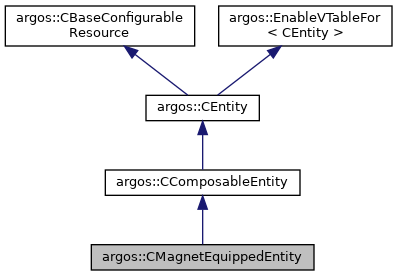 argos::CBaseConfigurable
Resource
argos::EnableVTableFor
< CEntity >
argos::CEntity
argos::CComposableEntity
argos::CMagnetEquippedEntity